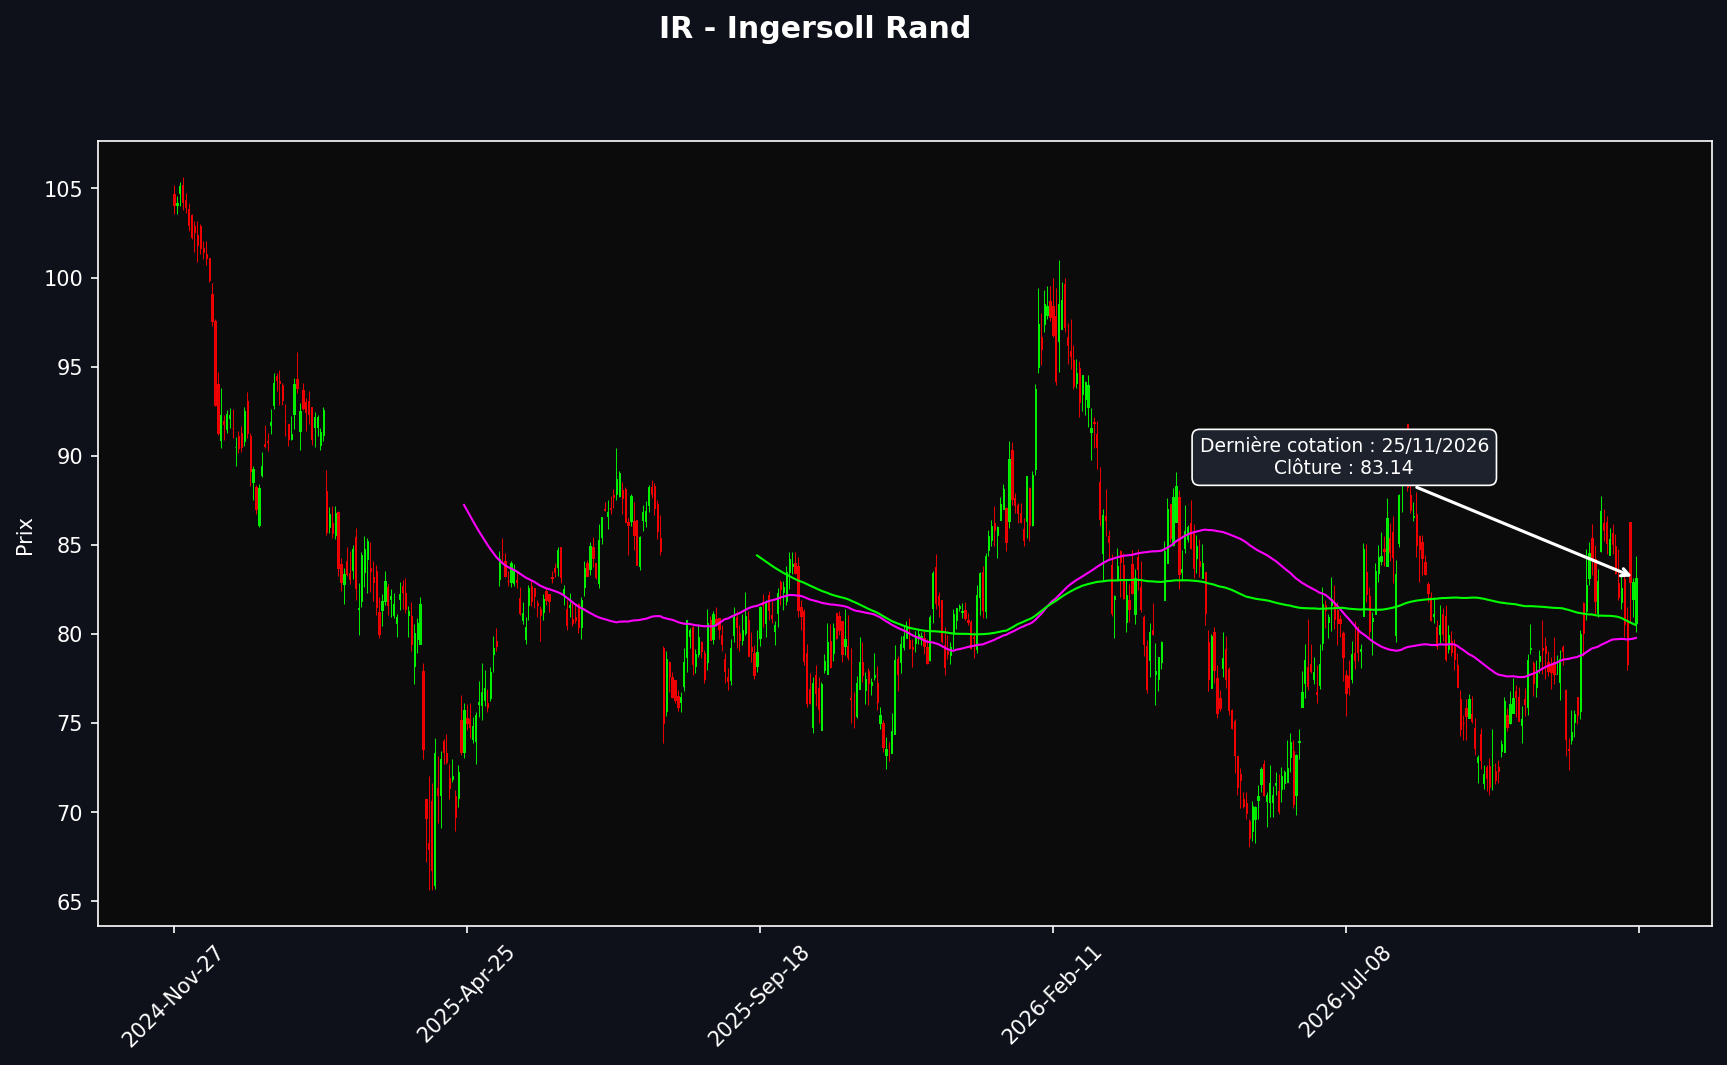 IR - Ingersoll Rand
Prix
105
100
95
90
85
80
75
70
65
Dernière cotation : 25/11/2026
Clôture : 83.14
2024-Nov-27
2025-Apr-25
2025-Sep-18
2026-Feb-11
2026-Jul-08